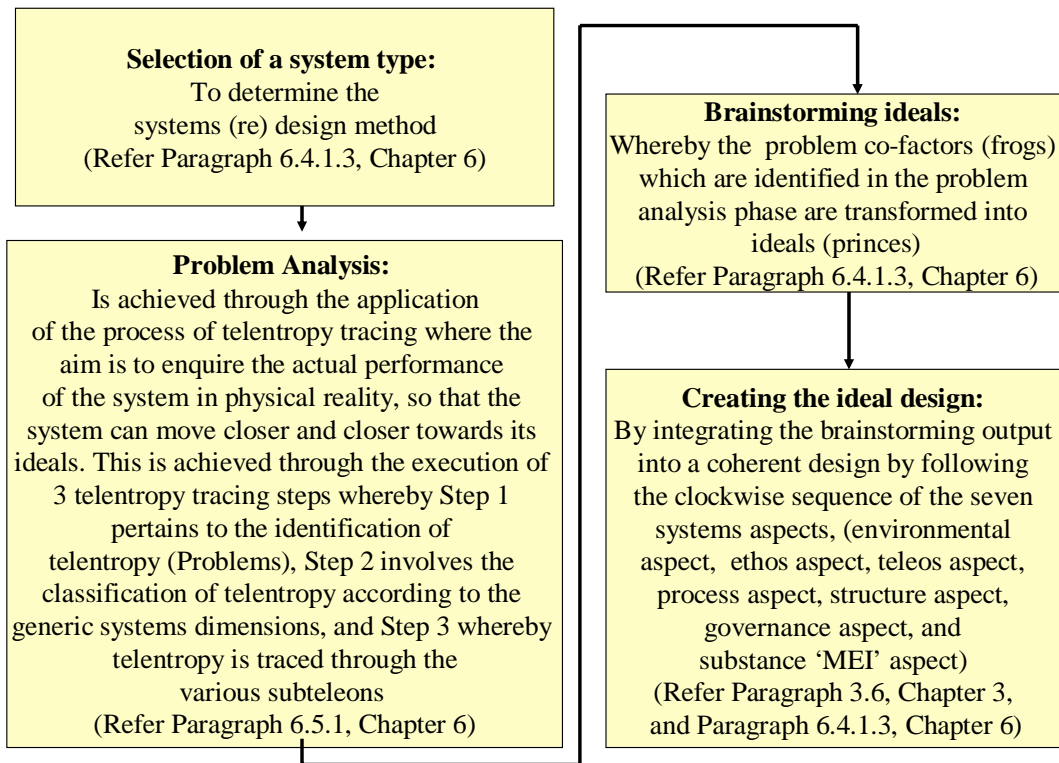 Selection of a system type:
To determine the
systems (re) design method
(Refer Paragraph 6.4.1.3, Chapter 6)
Problem Analysis:
Is achieved through the application
of the process of telentropy tracing where the
aim is to enquire the actual performance
of the system in physical reality, so that the
system can move closer and closer towards its
ideals. This is achieved through the execution of
3 telentropy tracing steps whereby Step 1
pertains to the identification of
telentropy (Problems), Step 2 involves the
classification of telentropy according to the
generic systems dimensions, and Step 3 whereby
telentropy is traced through the
various subteleons
(Refer Paragraph 6.5.1, Chapter 6)
Brainstorming ideals:
Whereby the problem co-factors (frogs)
which are identified in the problem
analysis phase are transformed into
ideals (princes)
(Refer Paragraph 6.4.1.3, Chapter 6)
Creating the ideal design:
By integrating the brainstorming output
into a coherent design by following
the clockwise sequence of the seven
systems aspects, (environmental
aspect, ethos aspect, teleos aspect,
process aspect, structure aspect,
governance aspect, and
substance ‘MEI’ aspect)
(Refer Paragraph 3.6, Chapter 3,
and Paragraph 6.4.1.3, Chapter 6)